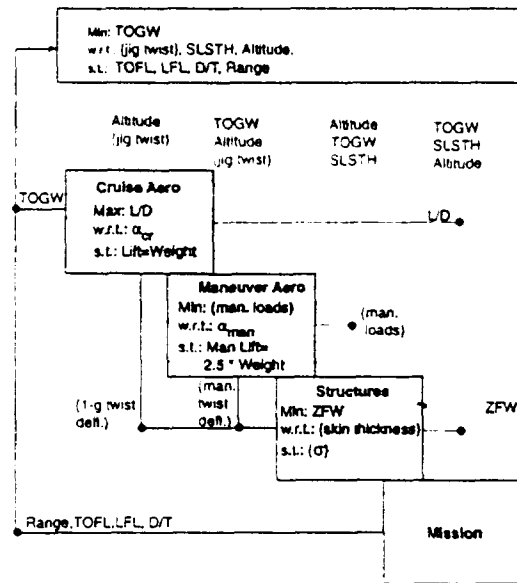 Min: TOGW
w.r.t: {jig twist}, SLSTH, Altitude,
s.t.: TOFL, LFL, D/T, Range
Altitude
{jig twist}
TOGW
Altitude
{jig twist}
Altitude
TOGW
SLSTH
TOGW
SLSTH
Altitude
TOGW
Cruise Aero
Max: L/D
w.r.t.: αcr
s.t.: Lift=Weight
L/D
Maneuver Aero
Min: {man. loads}
w.r.t.: αman
s.t.: Man Lift=
2.5 * Weight
{man.
loads}
{1-g twist
defl.}
{man.
twist
defl.}
Structures
Min: ZFW
w.r.t.: {skin thickness}
s.t.: {σ}
ZFW
Range, TOFL, LFL, D/T
Mission